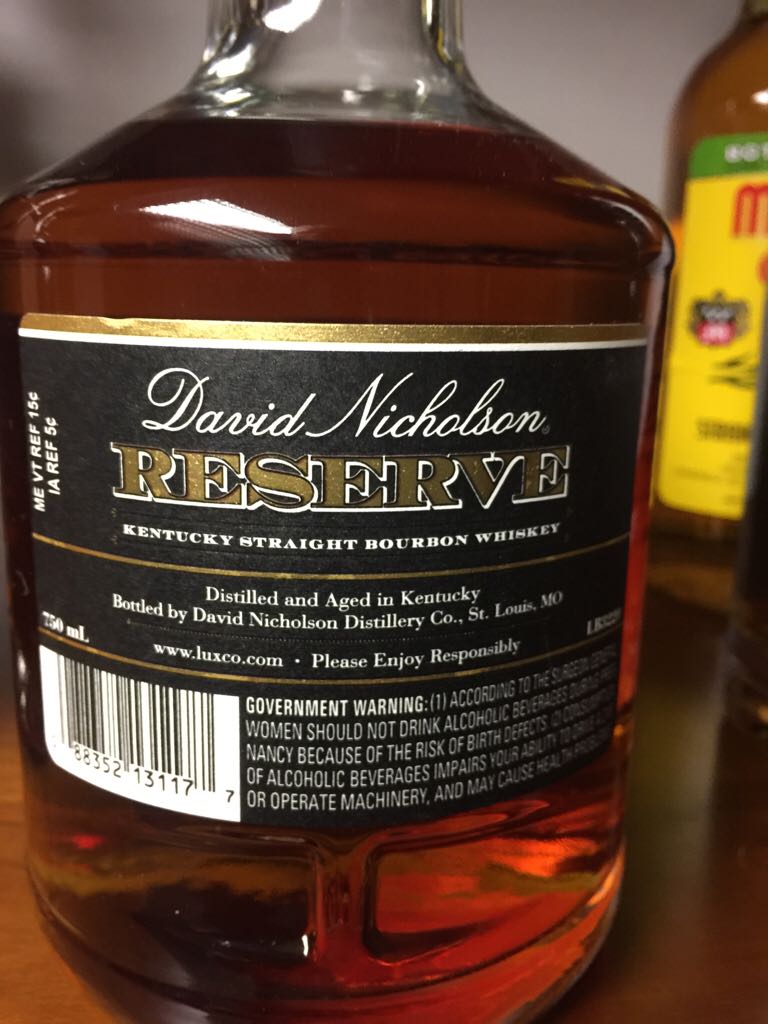 David Nicholson
RESERVE
KENTUCKY STRAIGHT BOURBON WHISKEY
ME VT REF 15¢
IA REF 5¢
Distilled and Aged in Kentucky
Bottled by David Nicholson Distillery Co., St. Louis, MO
750 mL
www.luxco.com • Please Enjoy Responsibly
GOVERNMENT WARNING: (1) ACCORDING TO THE SURGEON GENERAL,
WOMEN SHOULD NOT DRINK ALCOHOLIC BEVERAGES DURING
NANCY BECAUSE OF THE RISK OF BIRTH DEFECTS. (2)
OF ALCOHOLIC BEVERAGES IMPAIRS YOUR ABILITY TO
OR OPERATE MACHINERY, AND MAY CAUSE HEALTH
88352 13117 7